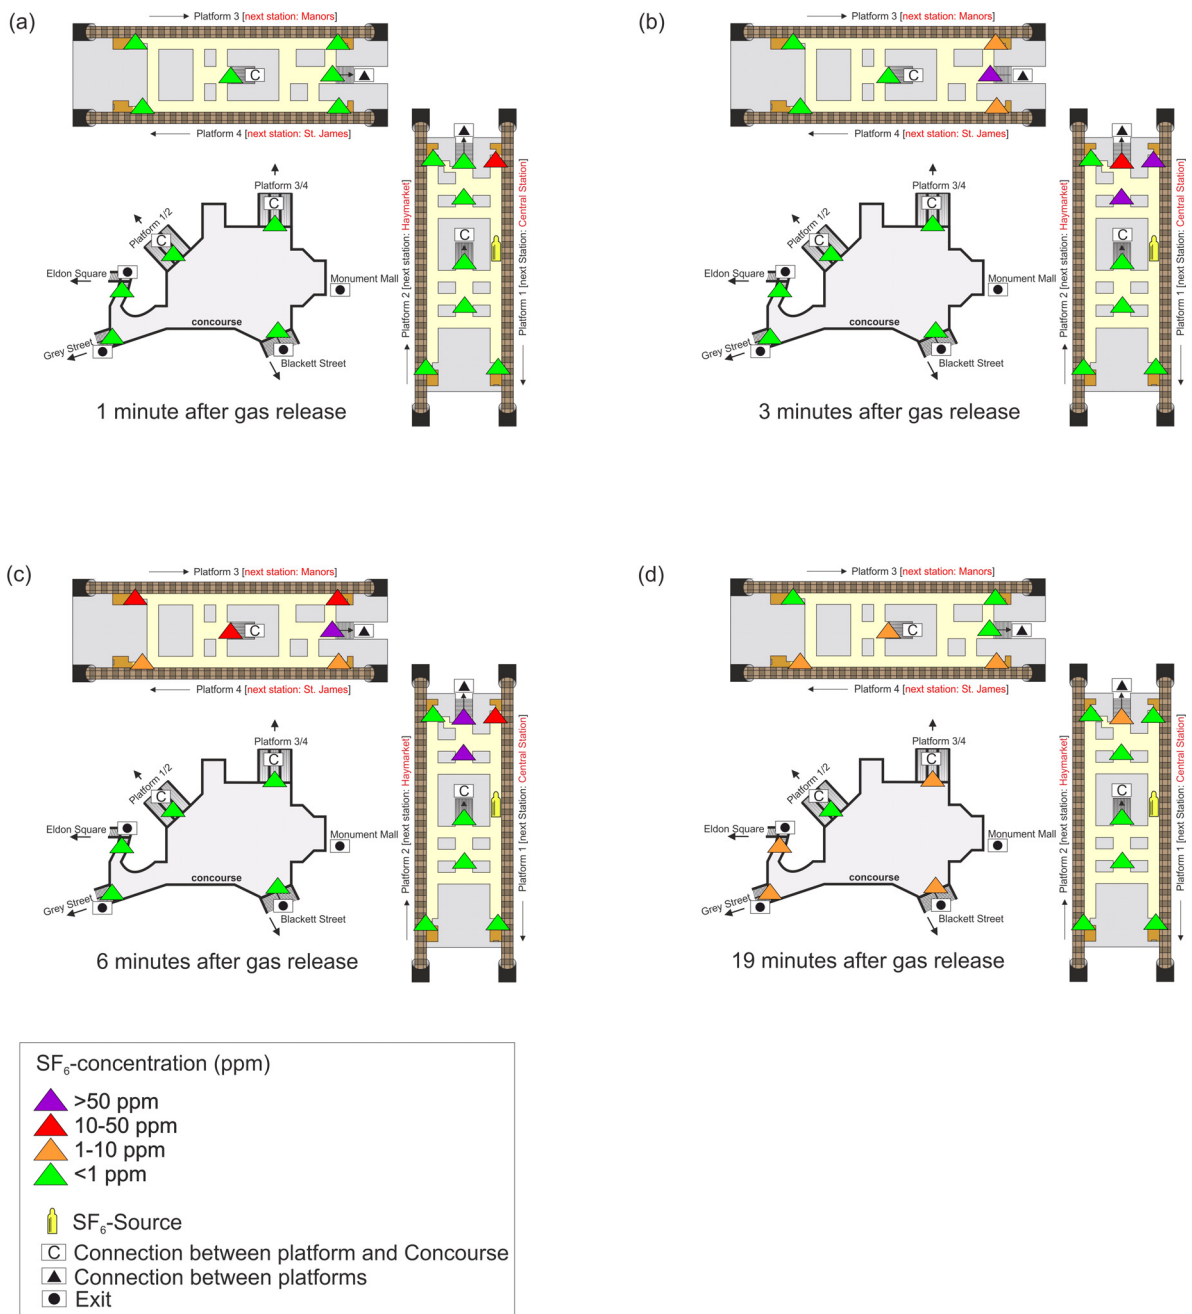 (a)
Platform 3 [next station: Manors]
C
Platform 4 [next station: St. James]
Platform 3/4
C
Platform 1/2
C
Eldon Square
Monument Mall
concourse
Grey Street
Blackett Street
Platform 2 [next station: Haymarket]
C
Platform 1 [next Station: Central Station]
1 minute after gas release
(b)
Platform 3 [next station: Manors]
C
Platform 4 [next station: St. James]
Platform 3/4
C
Platform 1/2
C
Eldon Square
Monument Mall
concourse
Grey Street
Blackett Street
Platform 2 [next station: Haymarket]
C
Platform 1 [next Station: Central Station]
3 minutes after gas release
(c)
Platform 3 [next station: Manors]
C
Platform 4 [next station: St. James]
Platform 3/4
C
Platform 1/2
C
Eldon Square
Monument Mall
concourse
Grey Street
Blackett Street
Platform 2 [next station: Haymarket]
C
Platform 1 [next Station: Central Station]
6 minutes after gas release
(d)
Platform 3 [next station: Manors]
C
Platform 4 [next station: St. James]
Platform 3/4
C
Platform 1/2
C
Eldon Square
Monument Mall
concourse
Grey Street
Blackett Street
Platform 2 [next station: Haymarket]
C
Platform 1 [next Station: Central Station]
19 minutes after gas release
SF₆-concentration (ppm)
>50 ppm
10-50 ppm
1-10 ppm
<1 ppm
SF₆-Source
C Connection between platform and Concourse
Connection between platforms
Exit